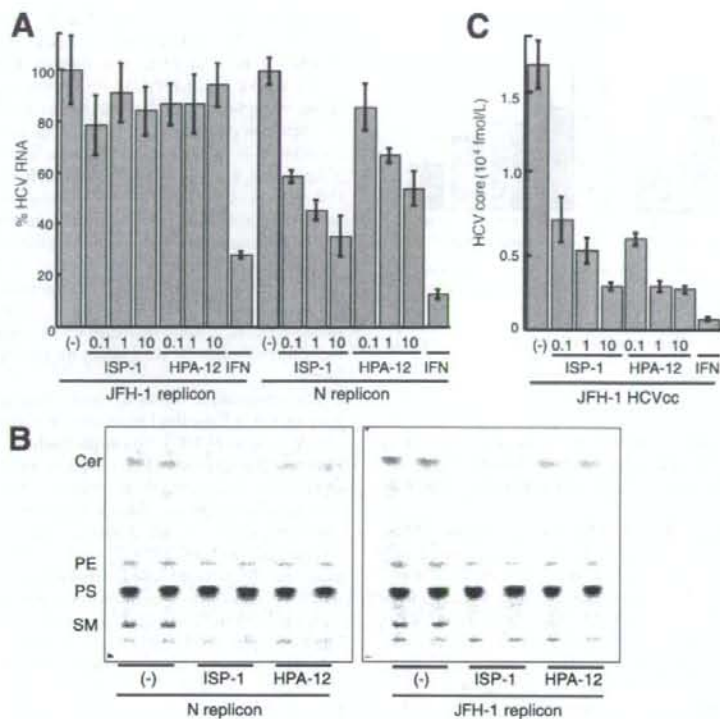 A
% HCV RNA
100
80
60
40
20
0
(-) 0.1 1 10 0.1 1 10 (-) 0.1 1 10 0.1 1 10
ISP-1 HPA-12 IFN ISP-1 HPA-12 IFN
JFH-1 replicon N replicon
C
HCV core (10⁴ fmol/L)
1.5
1.0
0.5
0
(-) 0.1 1 10 0.1 1 10
ISP-1 HPA-12 IFN
JFH-1 HCVcc
B
Cer
PE
PS
SM
(-) ISP-1 HPA-12 (-) ISP-1 HPA-12
N replicon JFH-1 replicon